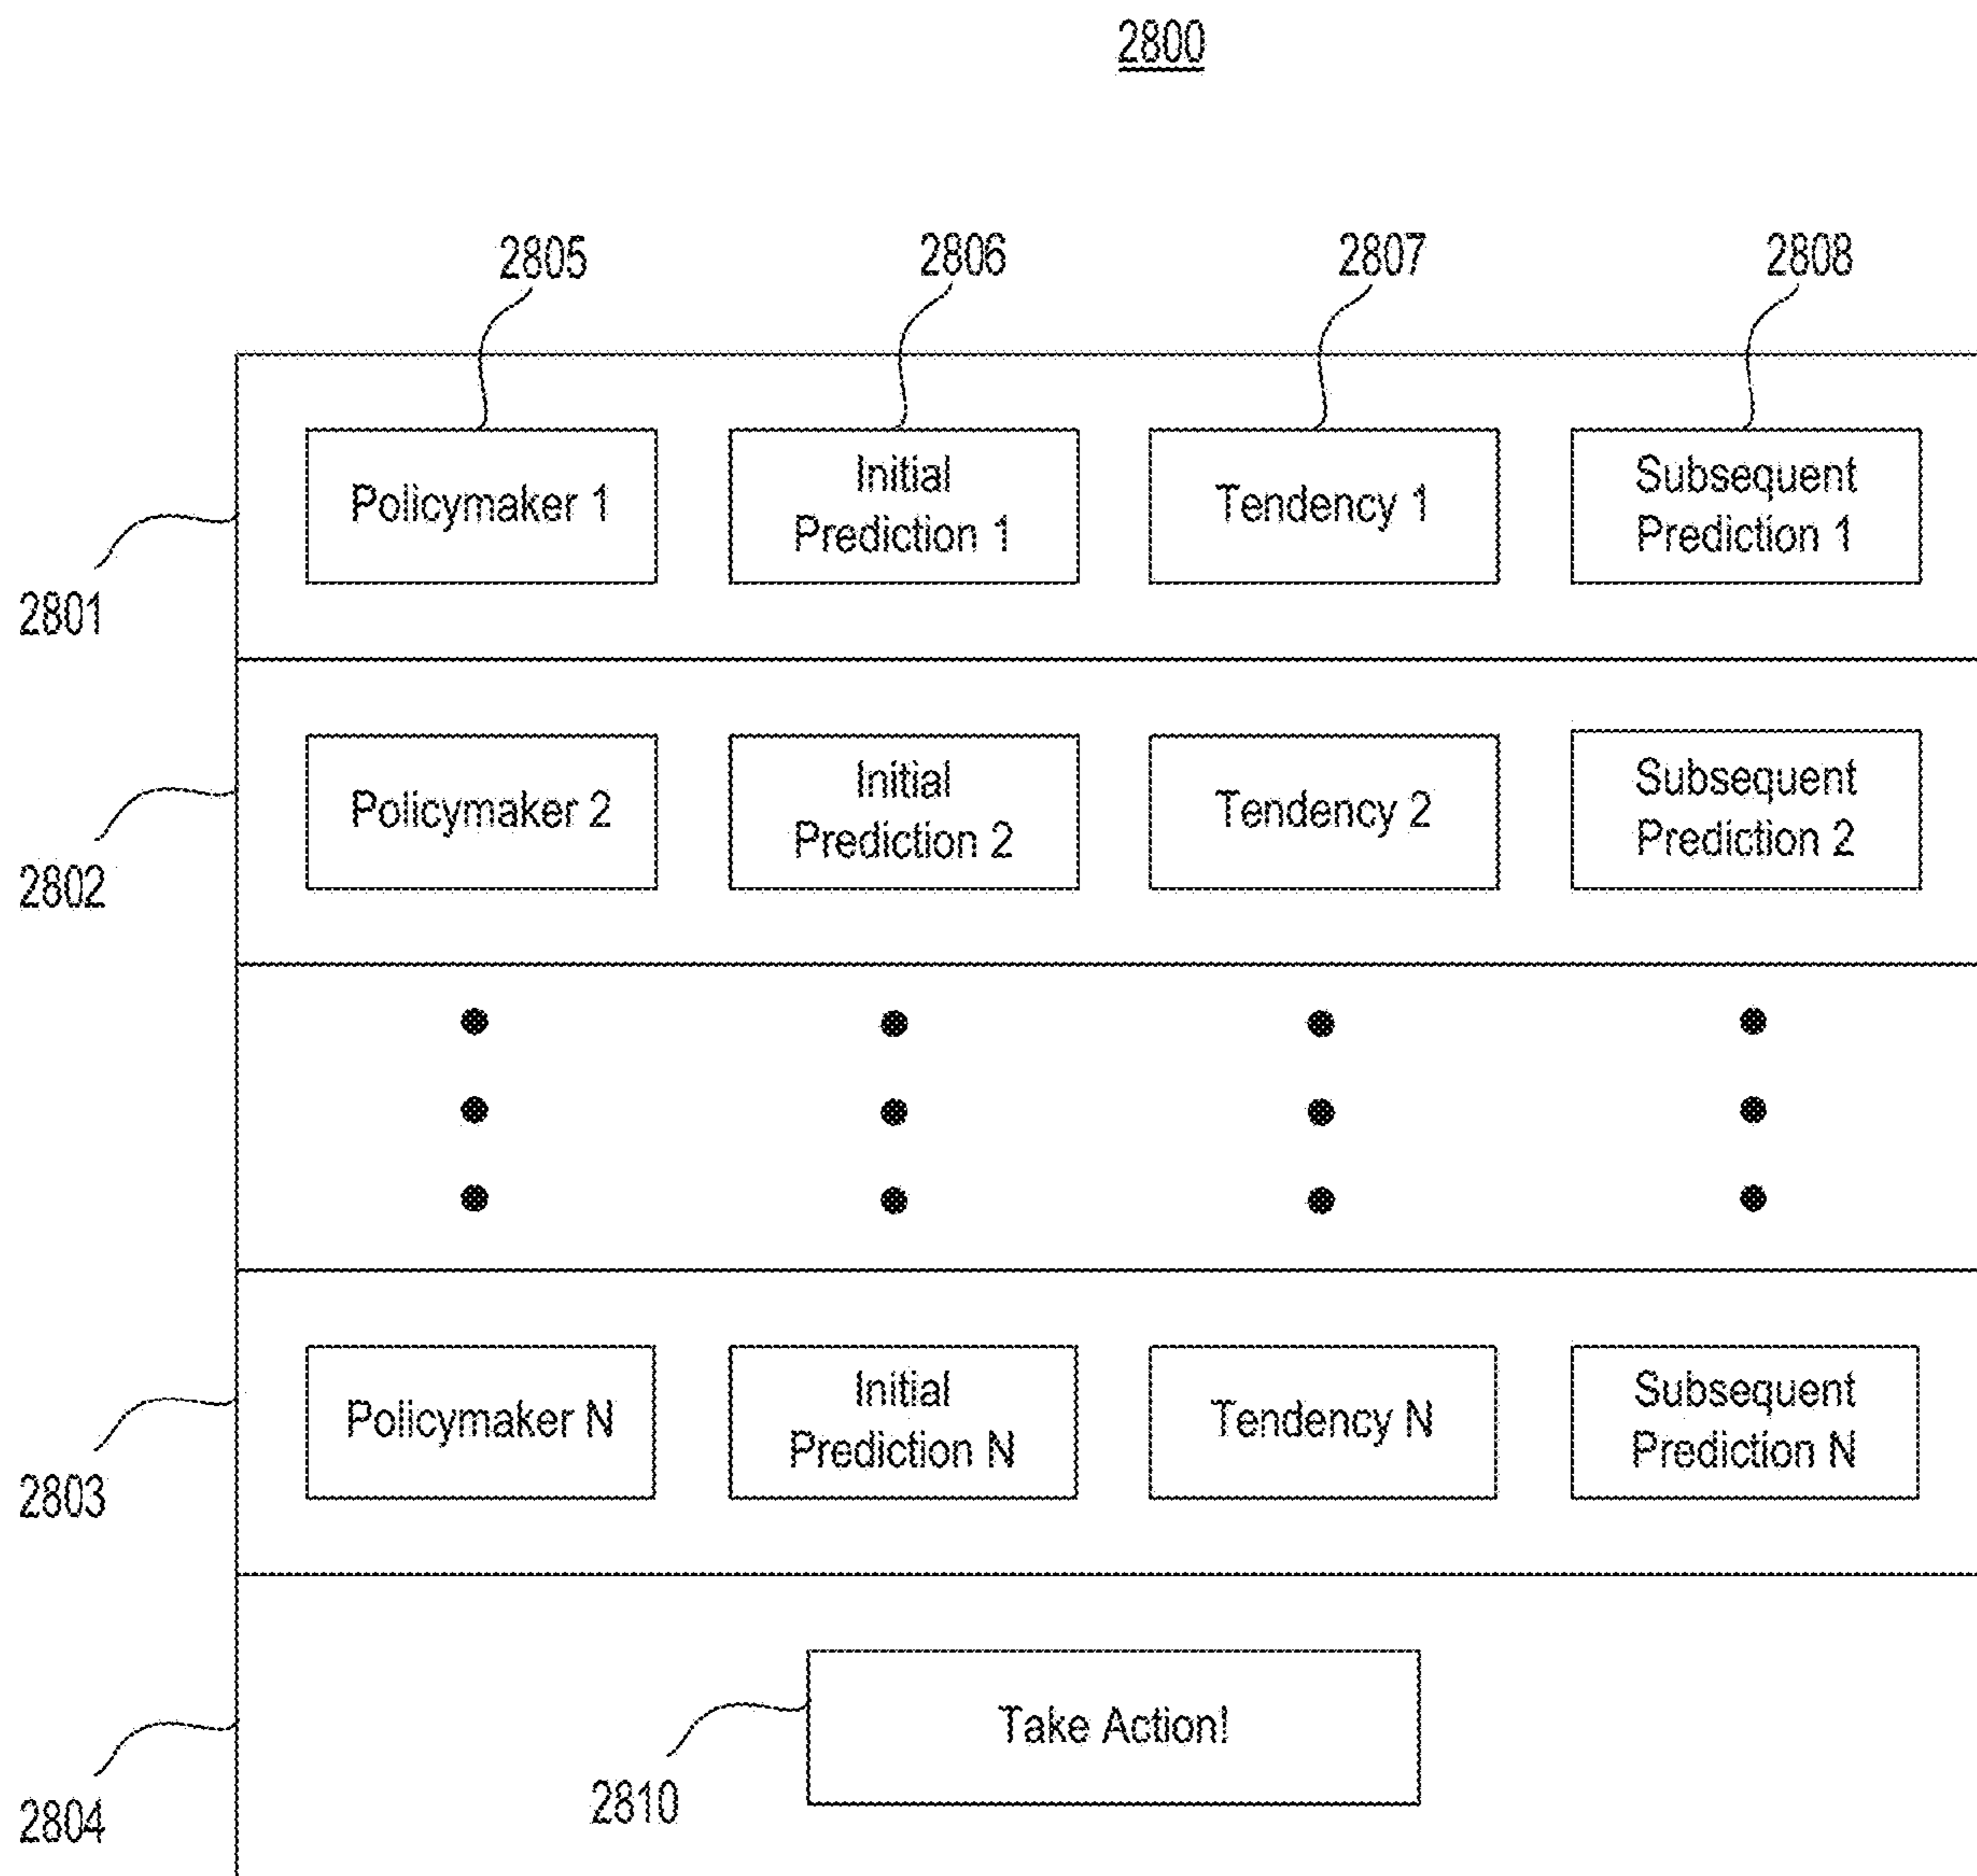 2800
2805 2806 2807 2808
Policymaker 1
Initial
Prediction 1
Tendency 1
Subsequent
Prediction 1
2801
Policymaker 2
Initial
Prediction 2
Tendency 2
Subsequent
Prediction 2
2802
Policymaker N
Initial
Prediction N
Tendency N
Subsequent
Prediction N
2803
Take Action!
2810
2804